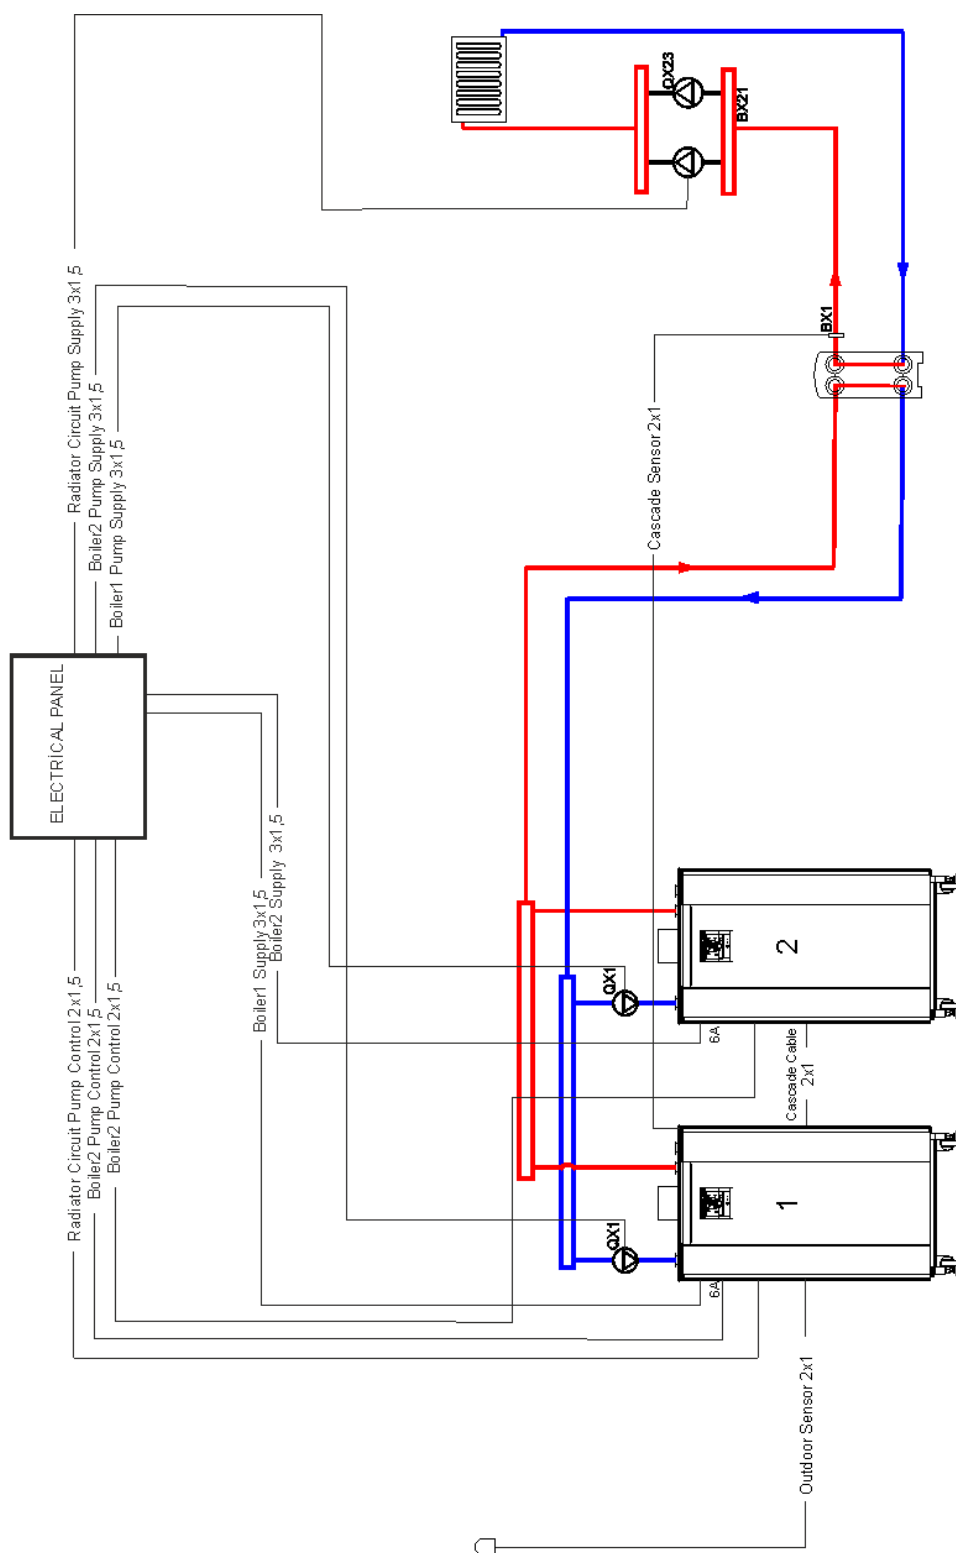 Radiator Circuit Pump Supply 3x1,5
Boiler2 Pump Supply 3x1,5
Boiler1 Pump Supply 3x1,5
ELECTRİCAL PANEL
Radiator Circuit Pump Control 2x1,5
Boiler2 Pump Control 2x1,5
Boiler2 Pump Control 2x1,5
Boiler1 Supply 3x1,5
Boiler2 Supply 3x1,5
QX23
BX21
BX1
Cascade Sensor 2x1
QX1
6A
2
Cascade Cable
2x1
QX1
6A
1
Outdoor Sensor 2x1